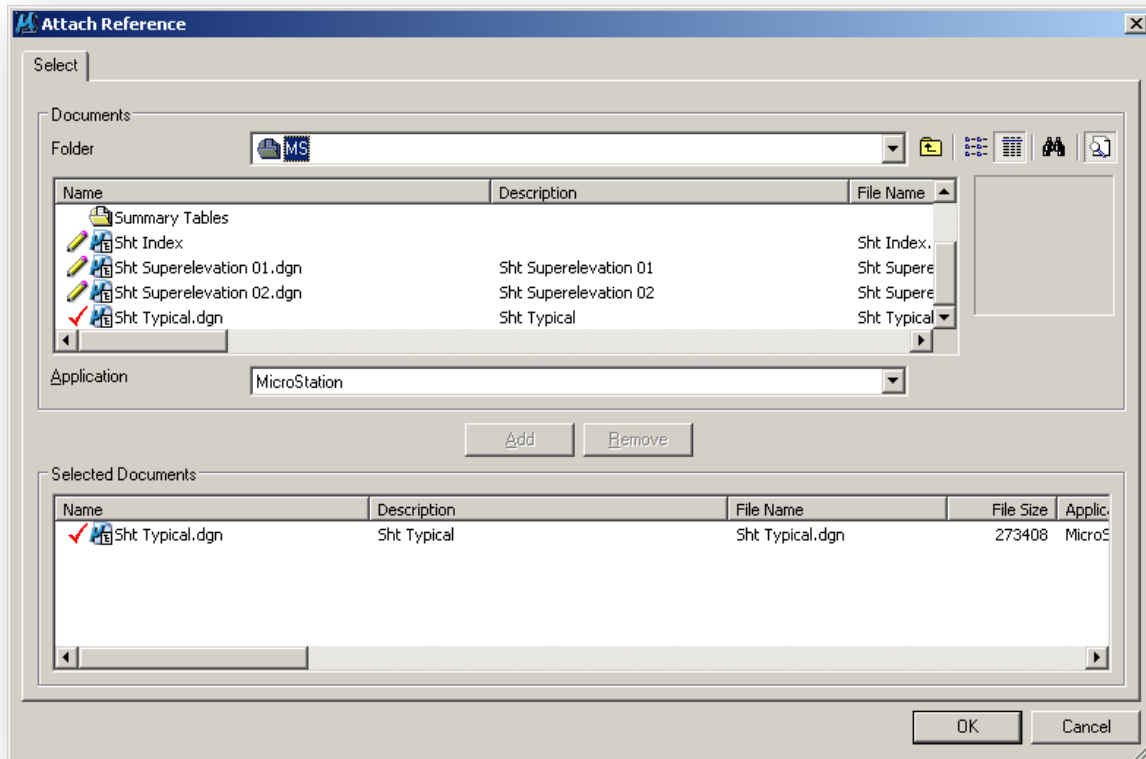 Attach Reference
Select
Documents
Folder MS
Name Description File Name
Summary Tables
Sht Index Sht Index.
Sht Superelevation 01.dgn Sht Superelevation 01 Sht Supere
Sht Superelevation 02.dgn Sht Superelevation 02 Sht Supere
Sht Typical.dgn Sht Typical Sht Typical
Application MicroStation
Add Remove
Selected Documents
Name Description File Name File Size Applic
Sht Typical.dgn Sht Typical Sht Typical.dgn 273408 MicroS
OK Cancel